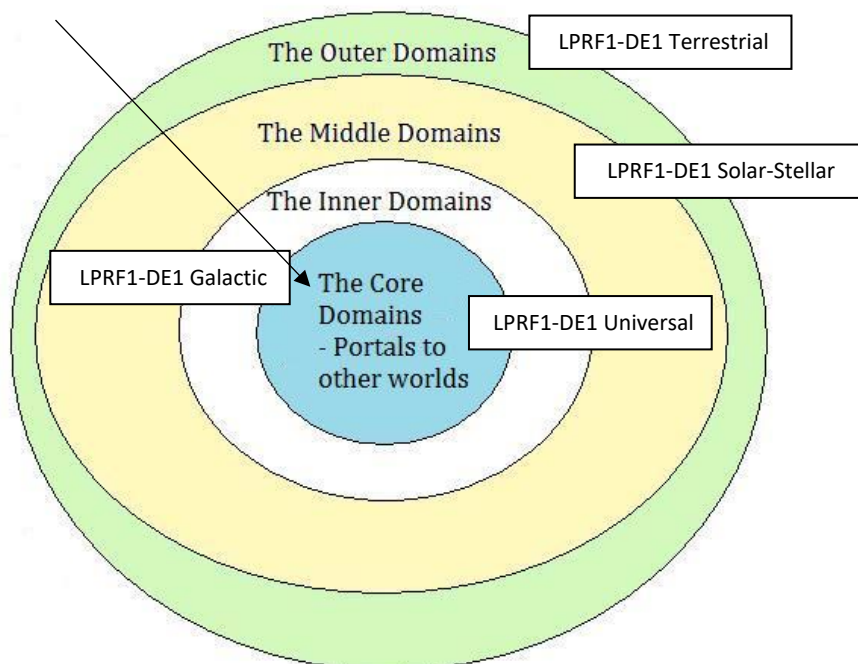 The Outer Domains
LPRF1-DE1 Terrestrial
The Middle Domains
LPRF1-DE1 Solar-Stellar
The Inner Domains
LPRF1-DE1 Galactic
The Core
Domains
- Portals to
other worlds
LPRF1-DE1 Universal